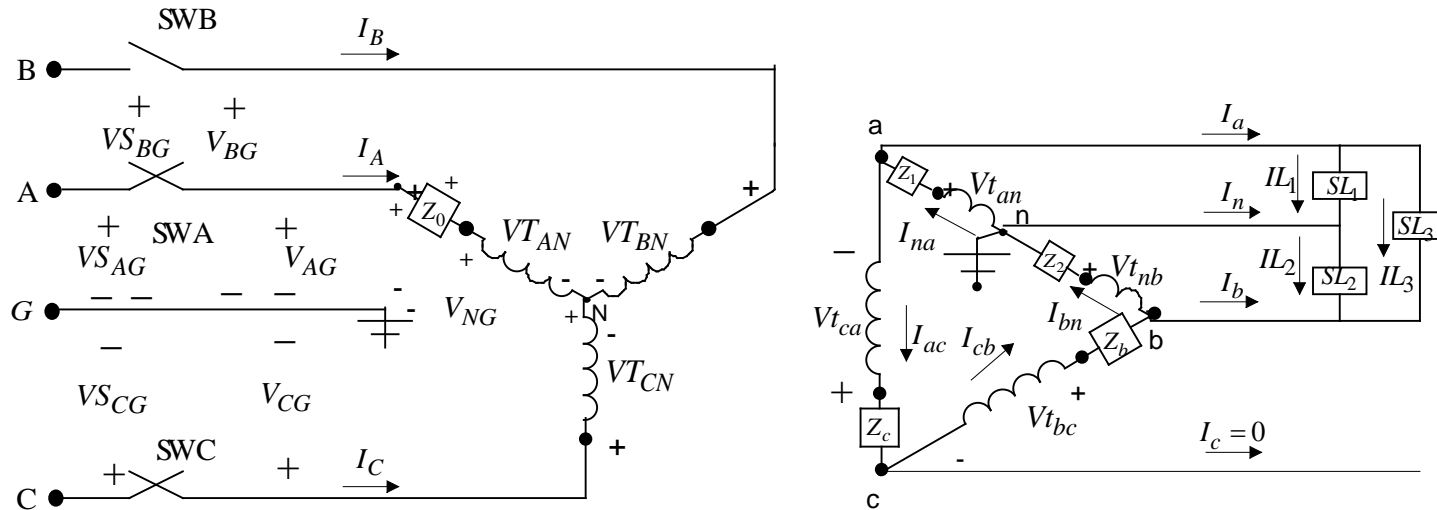 SWB
I_B
B
+
+
VS_BG
V_BG
I_A
A
+
+
SWA
VS_AG
V_AG
+
+
+
Z_0
+
VT_AN
VT_BN
+
-
-
N
G
-
-
V_NG
+
-
VT_CN
+
VS_CG
V_CG
SWC
+
+
I_C
C
a
I_a
Z_1
+
Vt_an
n
I_n
I_na
IL_1
SL_1
SL_3
Z_2
+
Vt_nb
IL_2
SL_2
IL_3
I_b
b
I_bn
−
Vt_ca
I_ac
I_cb
Z_b
+
+
Z_c
Vt_bc
-
I_c = 0
c